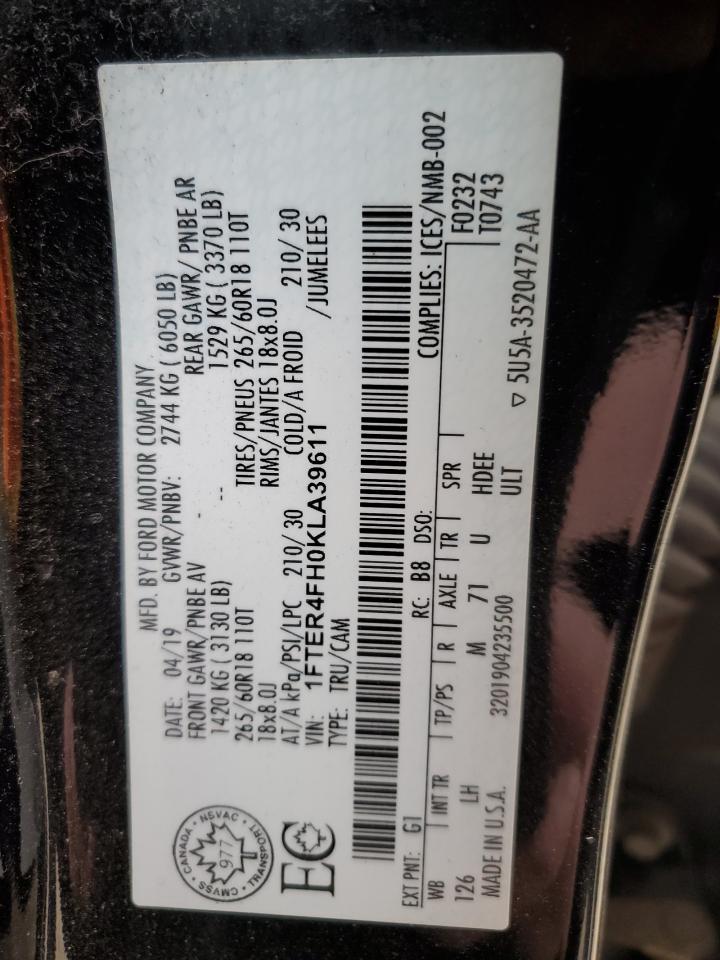 MFD. BY FORD MOTOR COMPANY
DATE: 04/19 GVWR/PNBV: 2744 KG ( 6050 LB)
FRONT GAWR/PNBE AV REAR GAWR/ PNBE AR
1420 KG ( 3130 LB) 1529 KG ( 3370 LB)
265/60R18 110T TIRES/PNEUS 265/60R18 110T
18x8.0J RIMS/JANTES 18x8.0J
AT/A kPa/PSI/LPC 210/ 30 COLD/A FROID 210/ 30
VIN: 1FTER4FH0KLA39611 /JUMELEES
TYPE: TRU/CAM
CANADA · NSVAC · TRANSPORT · CMVSS ·
977
T
EC
COMPLIES: ICES/NMB-002
EXT PNT: G1 RC: B8 DSO: F0232
T0743
WB INT TR TP/PS R AXLE TR SPR
126 LH M 71 U HDEE
ULT
MADE IN U.S.A. 3201904235500 ▽ 5U5A-3520472-AA